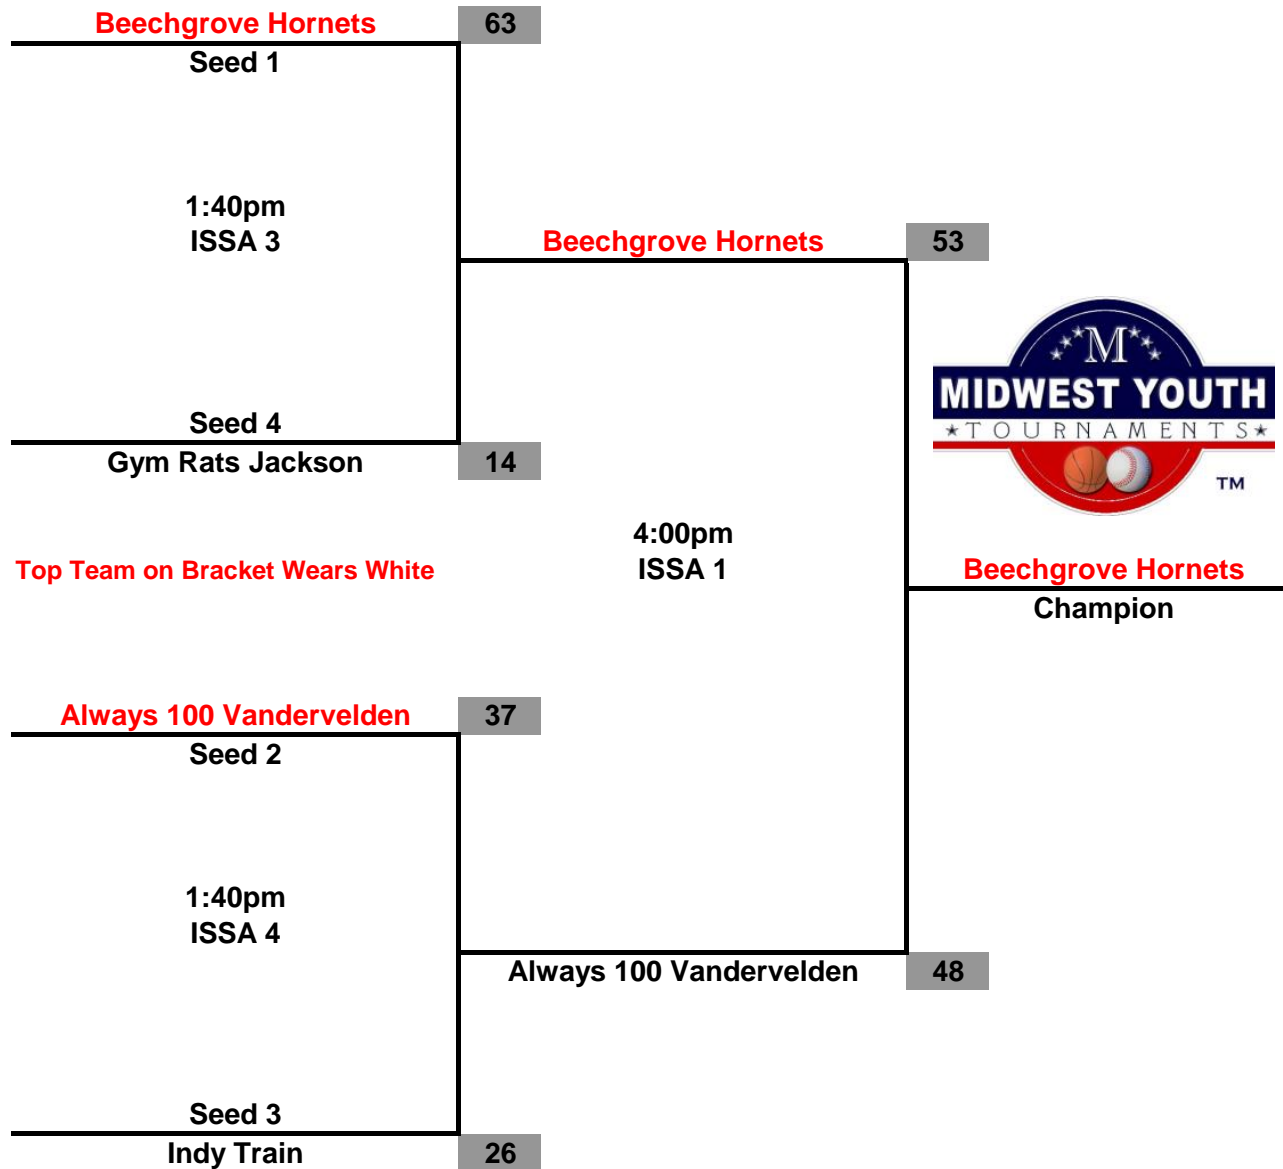 Beechgrove Hornets 63
Seed 1
1:40pm
ISSA 3
Beechgrove Hornets 53
M
MIDWEST YOUTH
TOURNAMENTS
TM
Seed 4
Gym Rats Jackson 14
4:00pm
ISSA 1
Top Team on Bracket Wears White
Beechgrove Hornets
Champion
Always 100 Vandervelden 37
Seed 2
1:40pm
ISSA 4
Always 100 Vandervelden 48
Seed 3
Indy Train 26